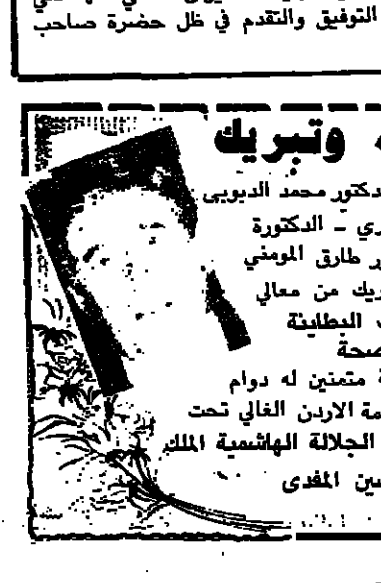 التوفيق والتقدم في ظل حضرة صاحب
وتبريك
دكتور محمد الديوبي
ري - الدكتورة
ر طارق المومني
ريك من معالي
البطاينة
صحة
متمنين له دوام
مة الاردن الغالي تحت
الجلالة الهاشمية الملك
سين المفدى